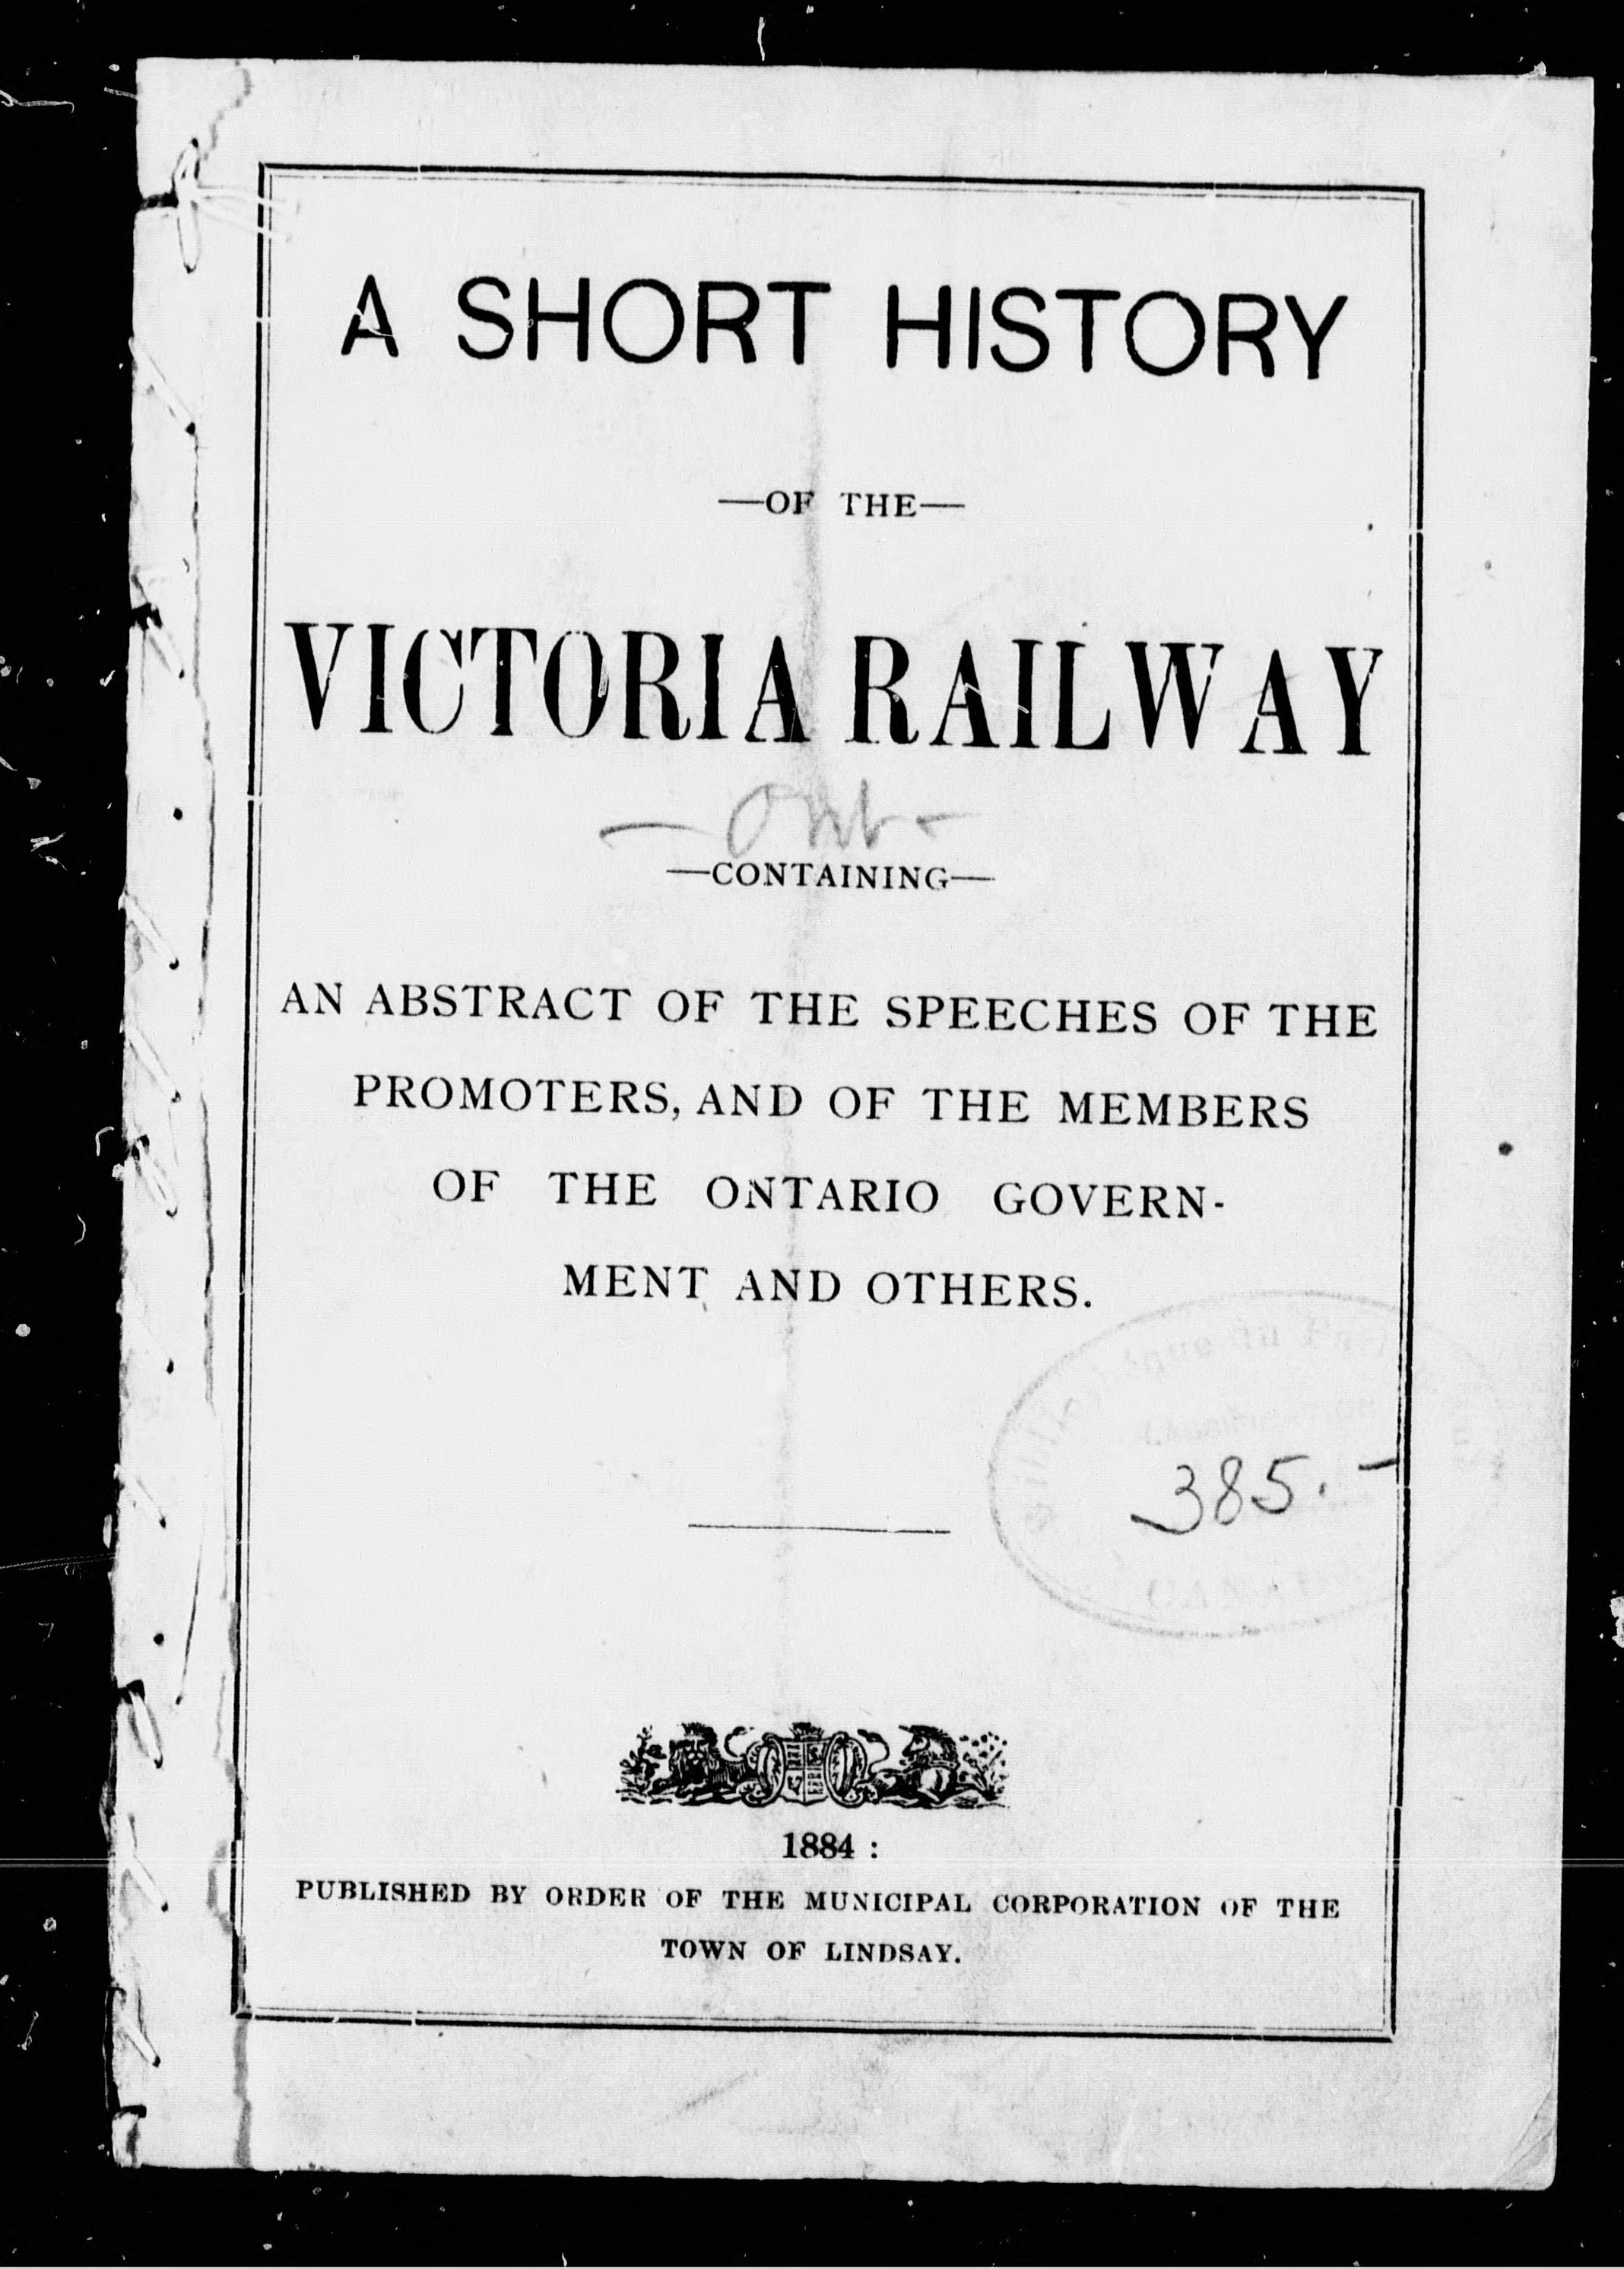 A SHORT HISTORY
—OF THE—
VICTORIA RAILWAY
— Ont —
—CONTAINING—
AN ABSTRACT OF THE SPEECHES OF THE
PROMOTERS, AND OF THE MEMBERS
OF THE ONTARIO GOVERN-
MENT AND OTHERS.
du
385. -
1884 :
PUBLISHED BY ORDER OF THE MUNICIPAL CORPORATION OF THE
TOWN OF LINDSAY.